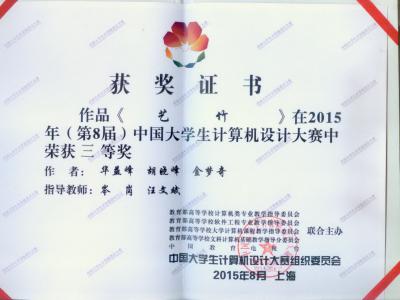 获奖证书
作品《 艺 竹 》在2015
年（第8届）中国大学生计算机设计大赛中
荣获三等奖
作 者： 华益峰 胡晓峰 金梦奇
指导教师：岑 岗 汪文斌
教育部高等学校计算机类专业教学指导委员会
教育部高等学校软件工程专业教学指导委员会
教育部高等学校大学计算机课程教学指导委员会
联合主办
教育部高等学校文科计算机基础教学指导分委员会
中 国 教 育 电 视 台
中国大学生计算机设计大赛组织委员会
2015年8月 上海